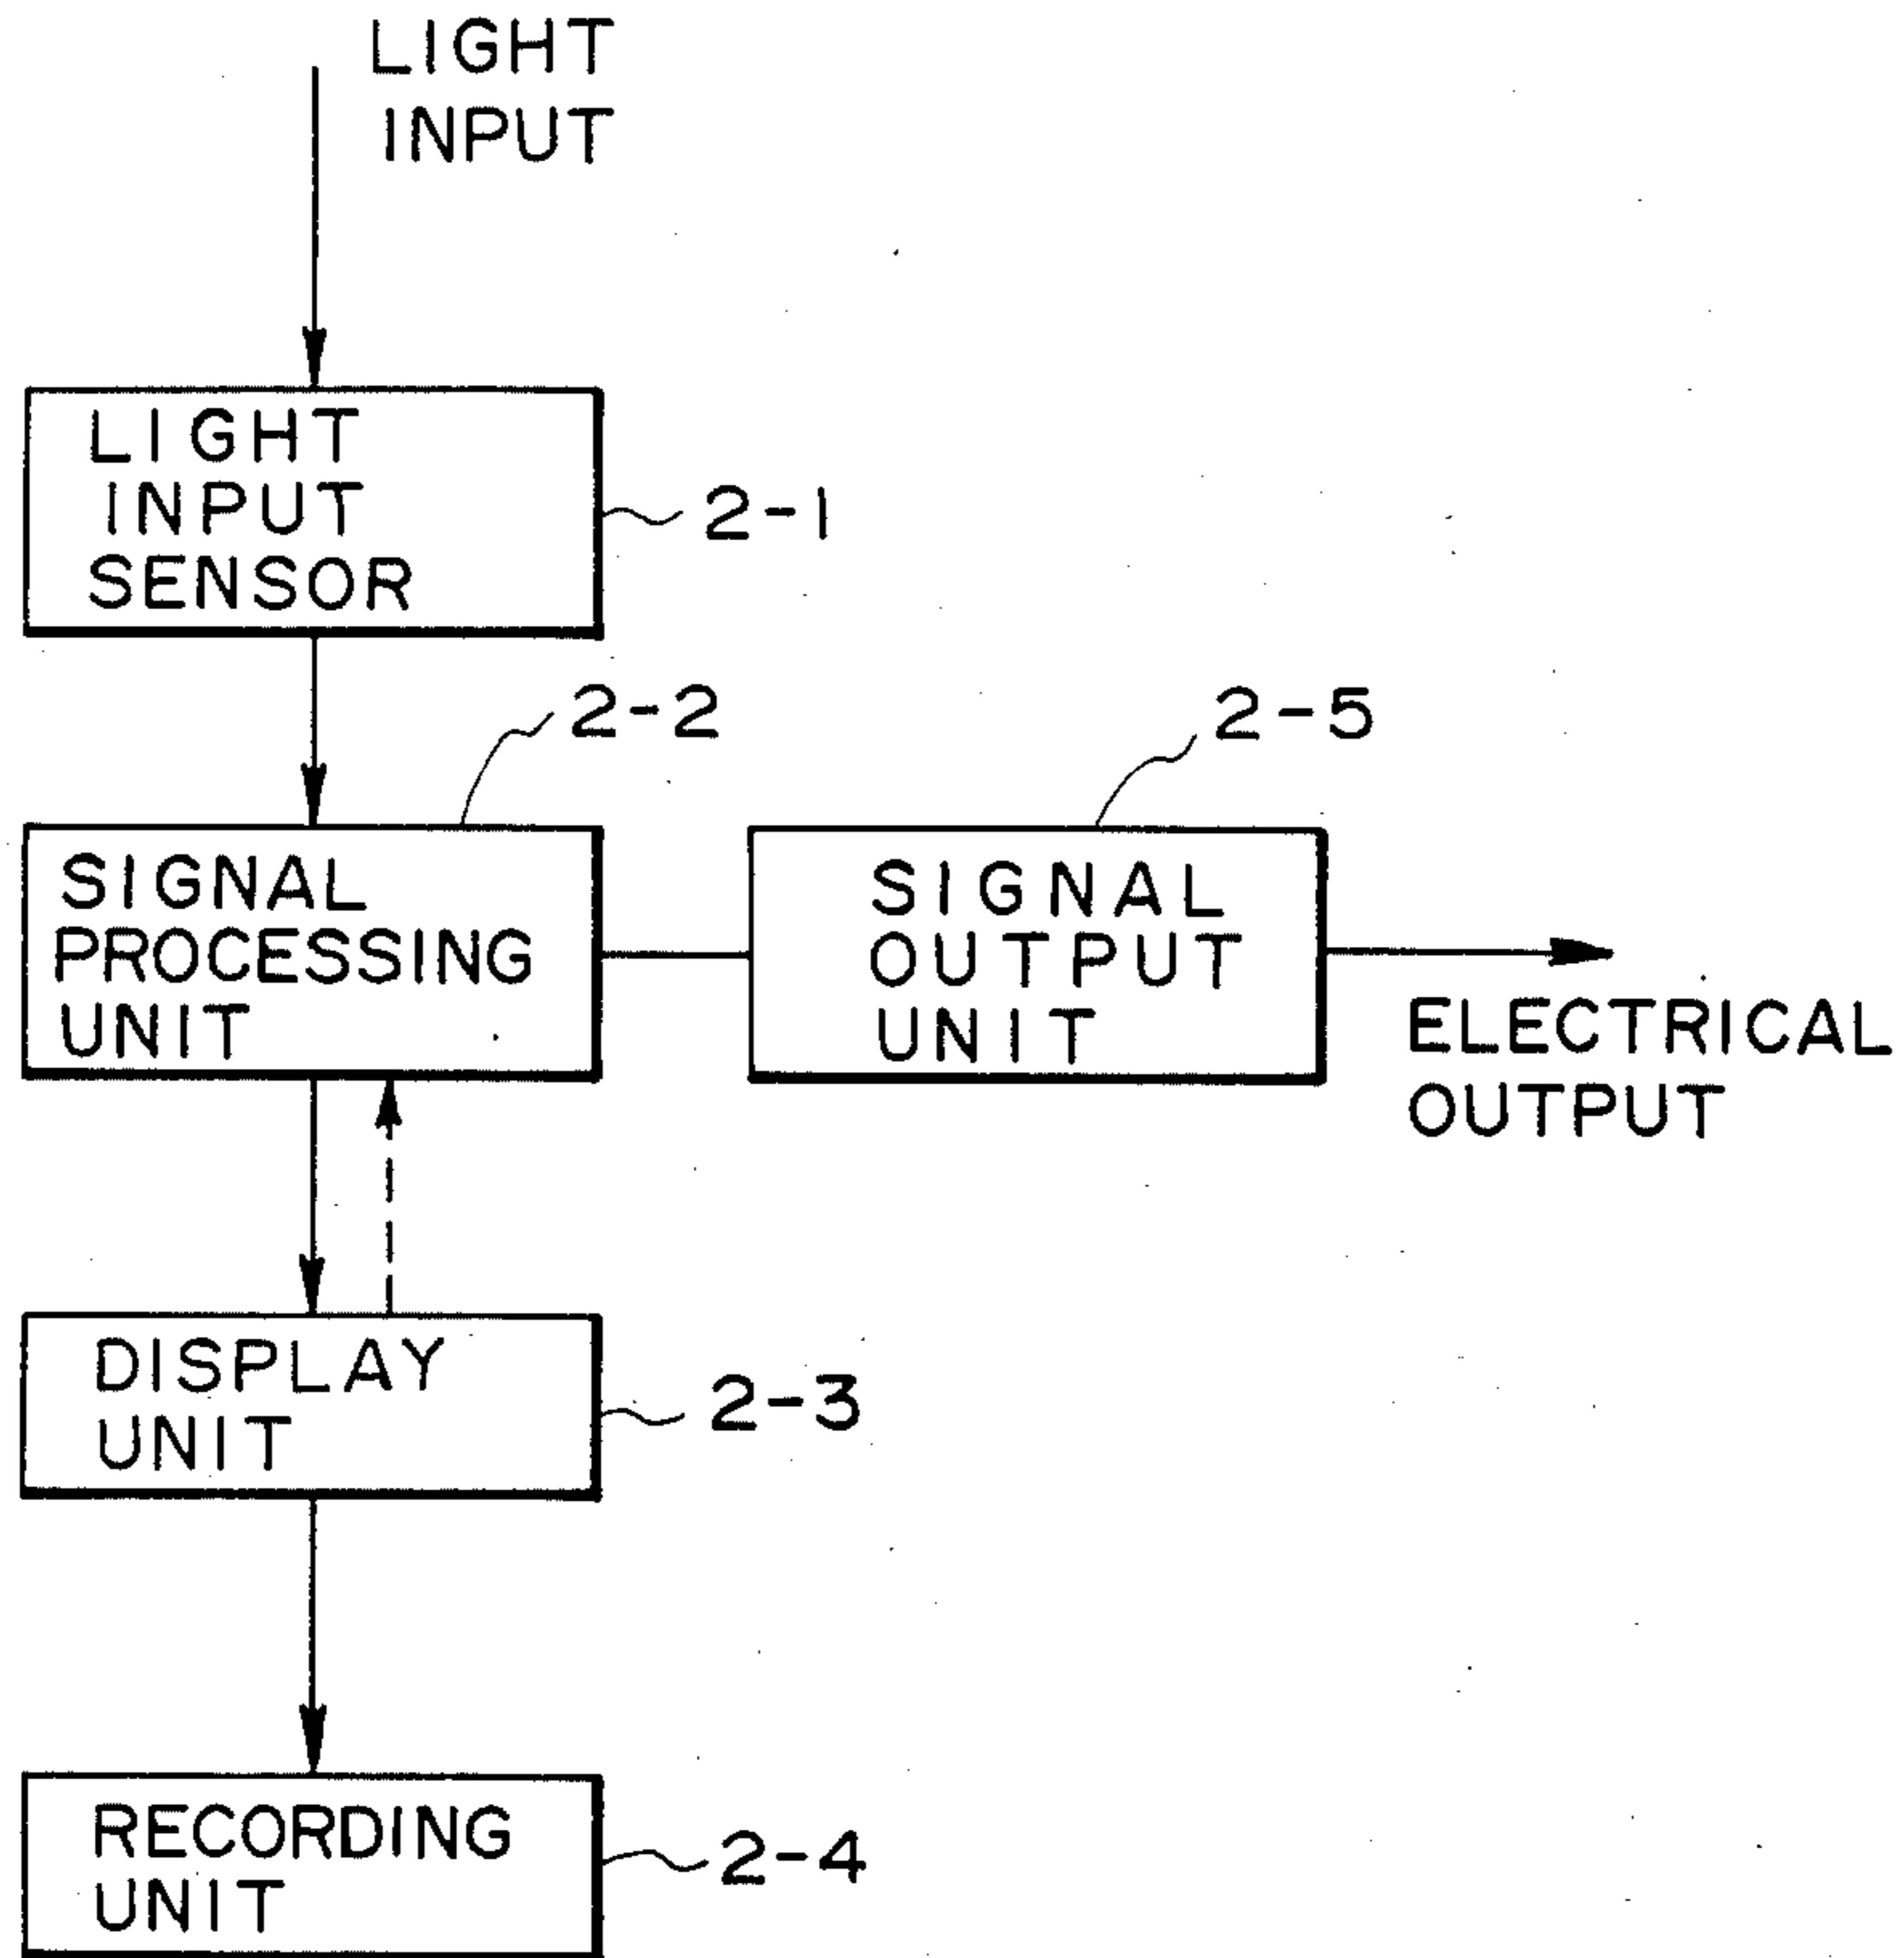 LIGHT
INPUT
LIGHT
INPUT
SENSOR
2-1
2-2
2-5
SIGNAL
PROCESSING
UNIT
SIGNAL
OUTPUT
UNIT
ELECTRICAL
OUTPUT
DISPLAY
UNIT
2-3
RECORDING
UNIT
2-4